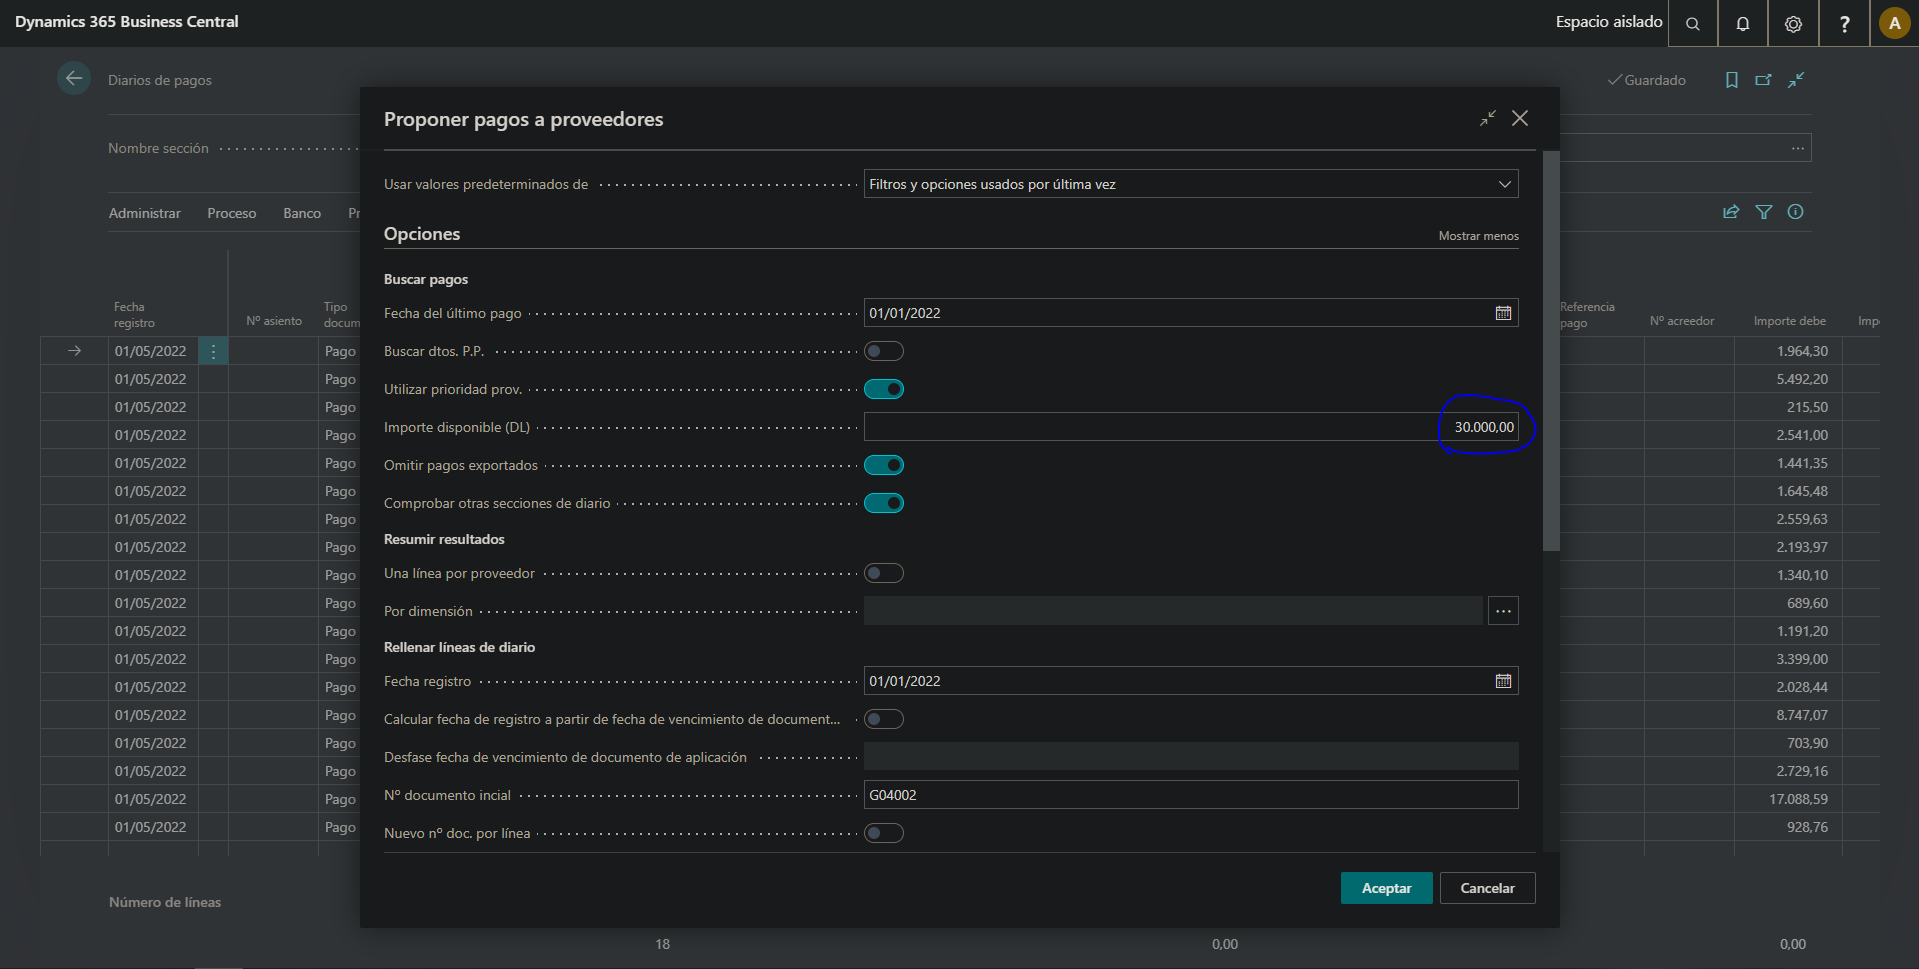 Dynamics 365 Business Central
Espacio aislado
?
A
Diarios de pagos
Guardado
Nombre sección
Administrar Proceso Banco
Fecha registro
Nº asiento
Tipo
Referencia pago
Nº acreedor
Importe debe
01/05/2022 Pago 1.964,30
01/05/2022 Pago 5.492,20
01/05/2022 Pago 215,50
01/05/2022 Pago 2.541,00
01/05/2022 Pago 1.441,35
01/05/2022 Pago 1.645,48
01/05/2022 Pago 2.559,63
01/05/2022 Pago 2.193,97
01/05/2022 Pago 1.340,10
01/05/2022 Pago 689,60
01/05/2022 Pago 1.191,20
01/05/2022 Pago 3.399,00
01/05/2022 Pago 2.028,44
01/05/2022 Pago 8.747,07
01/05/2022 Pago 703,90
01/05/2022 Pago 2.729,16
01/05/2022 Pago 17.088,59
01/05/2022 Pago 928,76
Número de líneas
18
0,00
0,00
Proponer pagos a proveedores
Usar valores predeterminados de Filtros y opciones usados por última vez
Opciones Mostrar menos
Buscar pagos
Fecha del último pago 01/01/2022
Buscar dtos. P.P.
Utilizar prioridad prov.
Importe disponible (DL) 30.000,00
Omitir pagos exportados
Comprobar otras secciones de diario
Resumir resultados
Una línea por proveedor
Por dimensión
Rellenar líneas de diario
Fecha registro 01/01/2022
Calcular fecha de registro a partir de fecha de vencimiento de document...
Desfase fecha de vencimiento de documento de aplicación
Nº documento incial G04002
Nuevo nº doc. por línea
Aceptar Cancelar